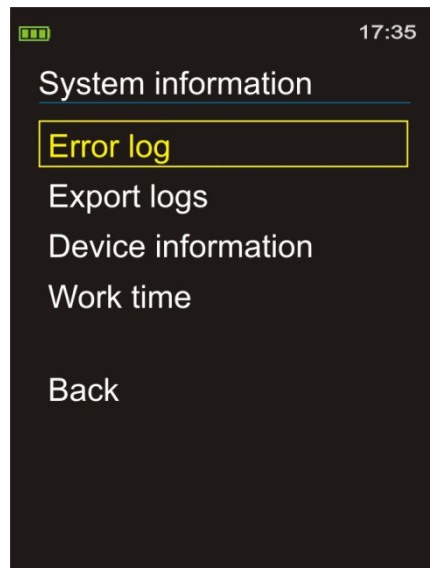 17:35
System information
Error log
Export logs
Device information
Work time
Back